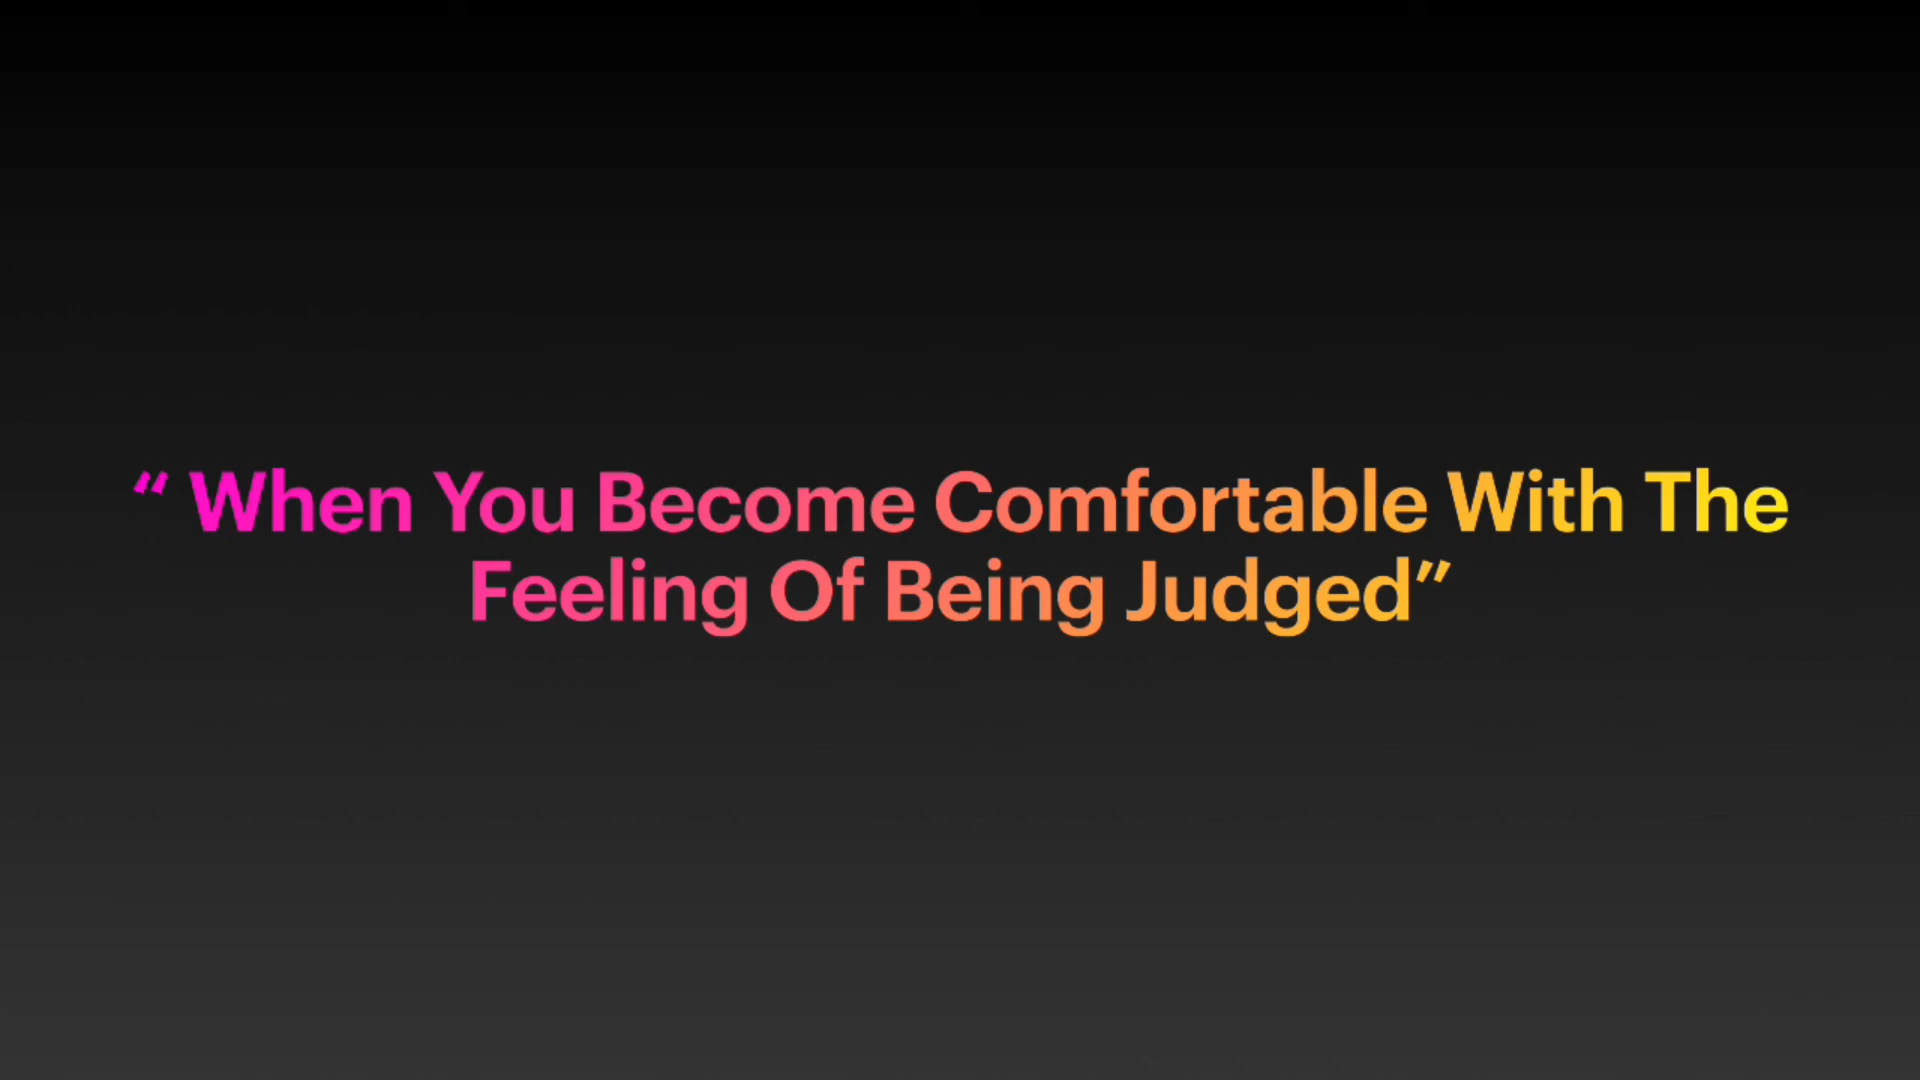 “ When You Become Comfortable With The
Feeling Of Being Judged”